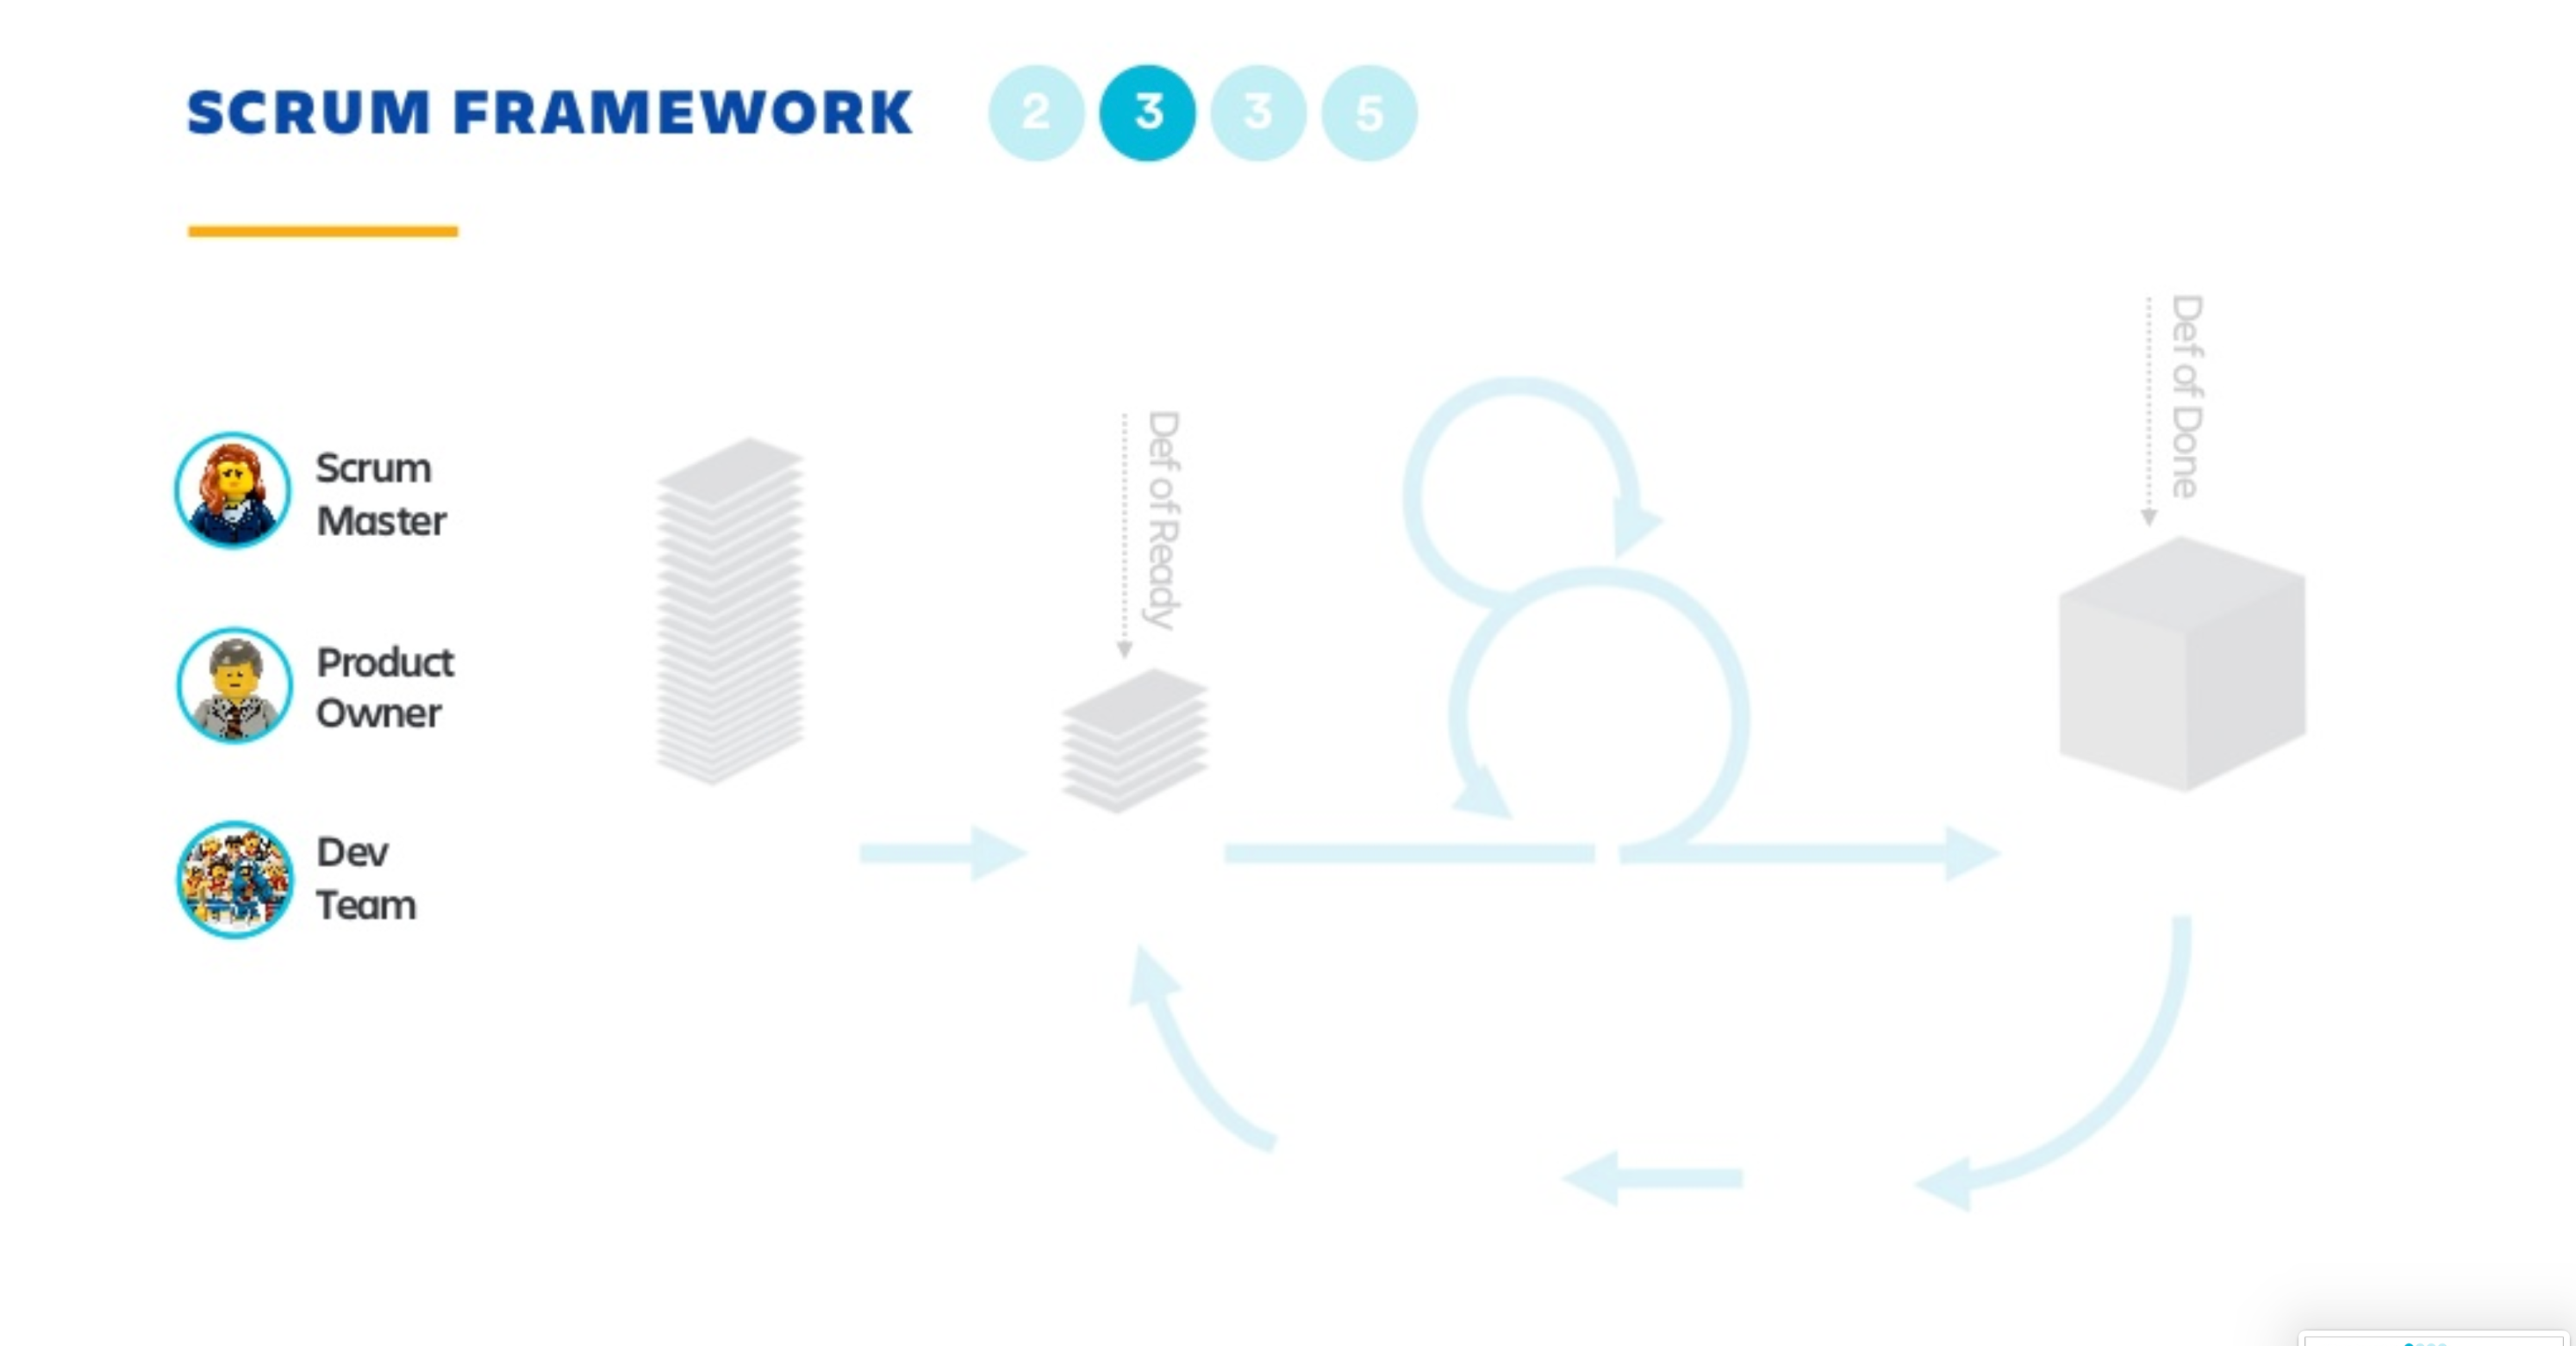 SCRUM FRAMEWORK
2 3 3 5
Scrum
Master
Product
Owner
Dev
Team
Def of Ready
Def of Done